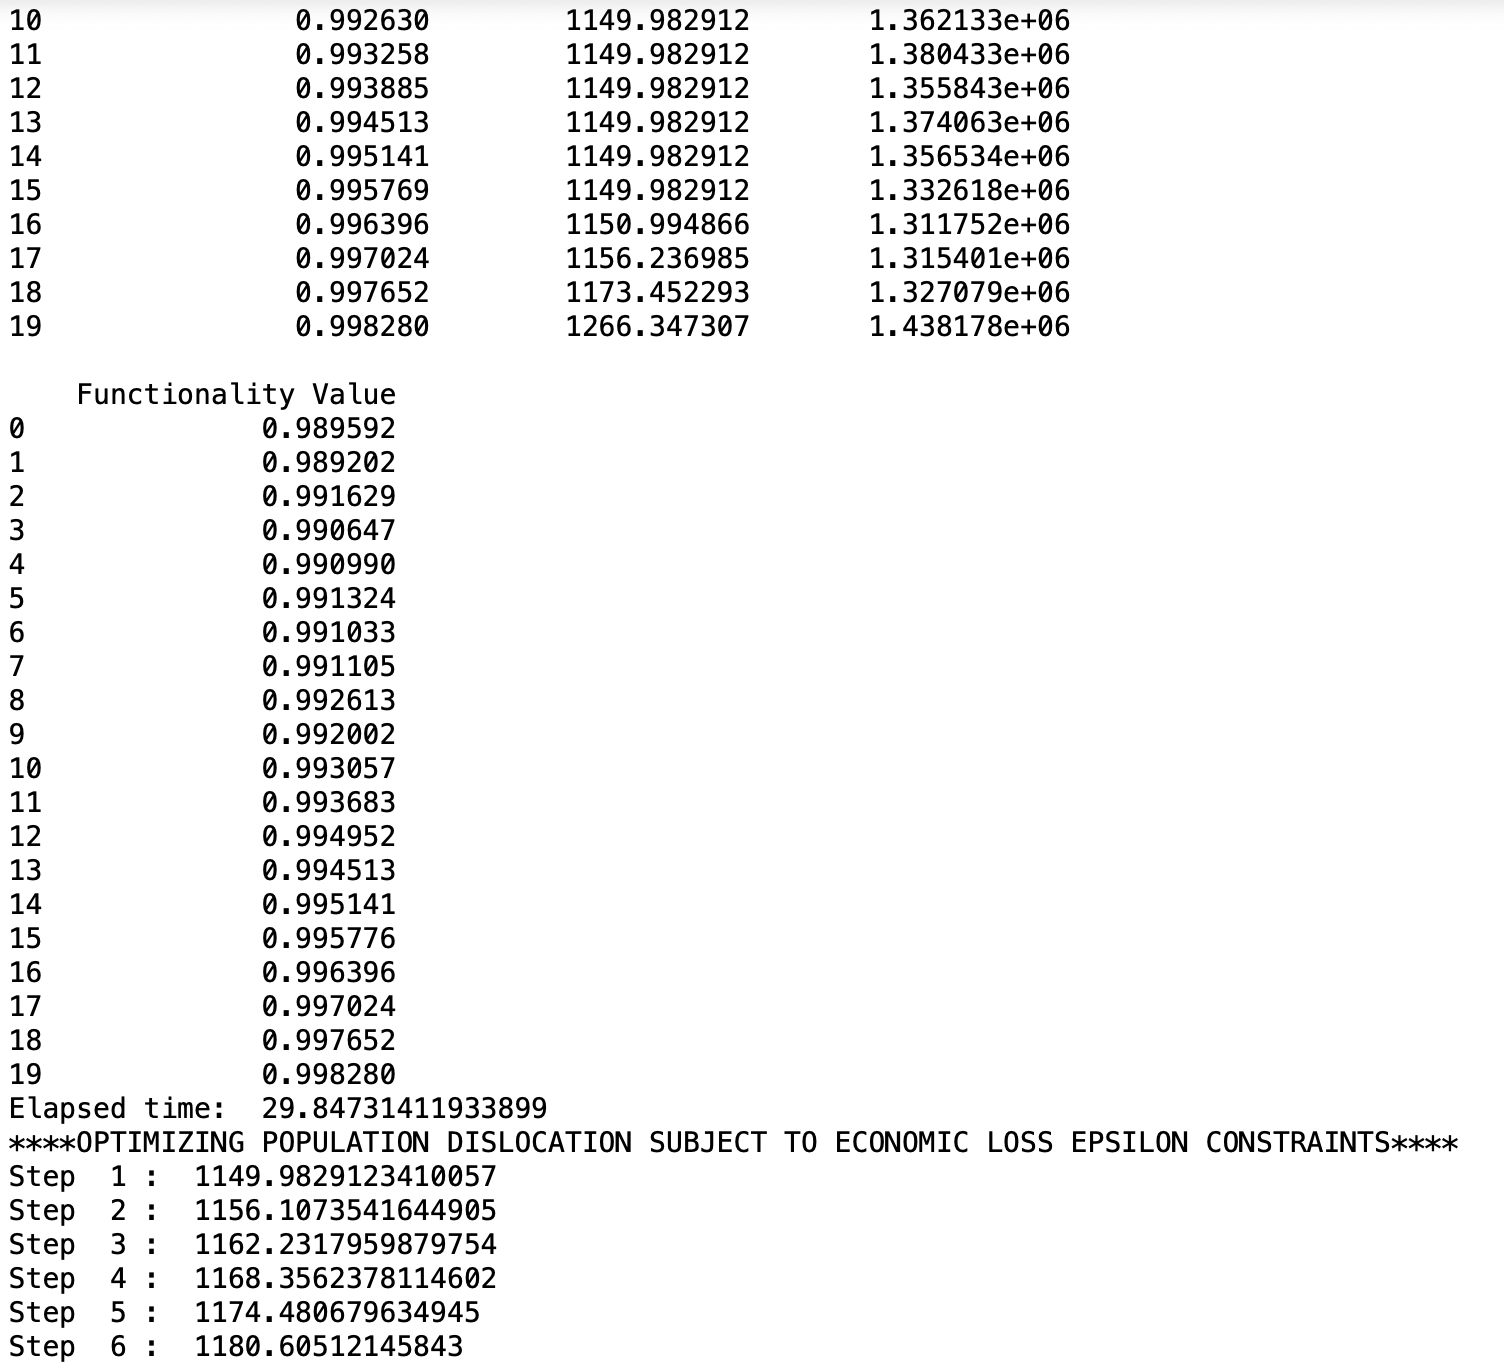 10                 0.992630        1149.982912       1.362133e+06
11                 0.993258        1149.982912       1.380433e+06
12                 0.993885        1149.982912       1.355843e+06
13                 0.994513        1149.982912       1.374063e+06
14                 0.995141        1149.982912       1.356534e+06
15                 0.995769        1149.982912       1.332618e+06
16                 0.996396        1150.994866       1.311752e+06
17                 0.997024        1156.236985       1.315401e+06
18                 0.997652        1173.452293       1.327079e+06
19                 0.998280        1266.347307       1.438178e+06

    Functionality Value
0              0.989592
1              0.989202
2              0.991629
3              0.990647
4              0.990990
5              0.991324
6              0.991033
7              0.991105
8              0.992613
9              0.992002
10             0.993057
11             0.993683
12             0.994952
13             0.994513
14             0.995141
15             0.995776
16             0.996396
17             0.997024
18             0.997652
19             0.998280
Elapsed time:  29.84731411933899
****OPTIMIZING POPULATION DISLOCATION SUBJECT TO ECONOMIC LOSS EPSILON CONSTRAINTS****
Step  1 :  1149.9829123410057
Step  2 :  1156.1073541644905
Step  3 :  1162.2317959879754
Step  4 :  1168.3562378114602
Step  5 :  1174.480679634945
Step  6 :  1180.60512145843